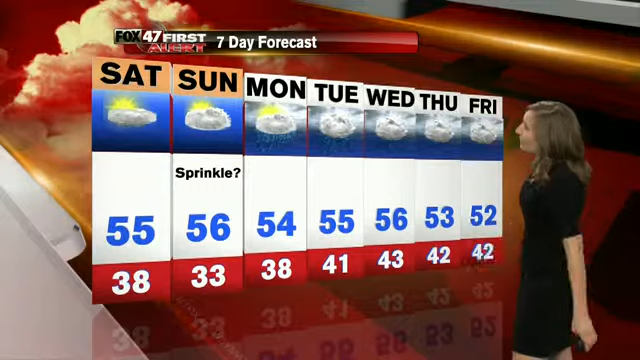 FOX 47 FIRST ALERT 7 Day Forecast
SAT SUN MON TUE WED THU FRI
Sprinkle?
55 56 54 55 56 53 52
38 33 38 41 43 42 42